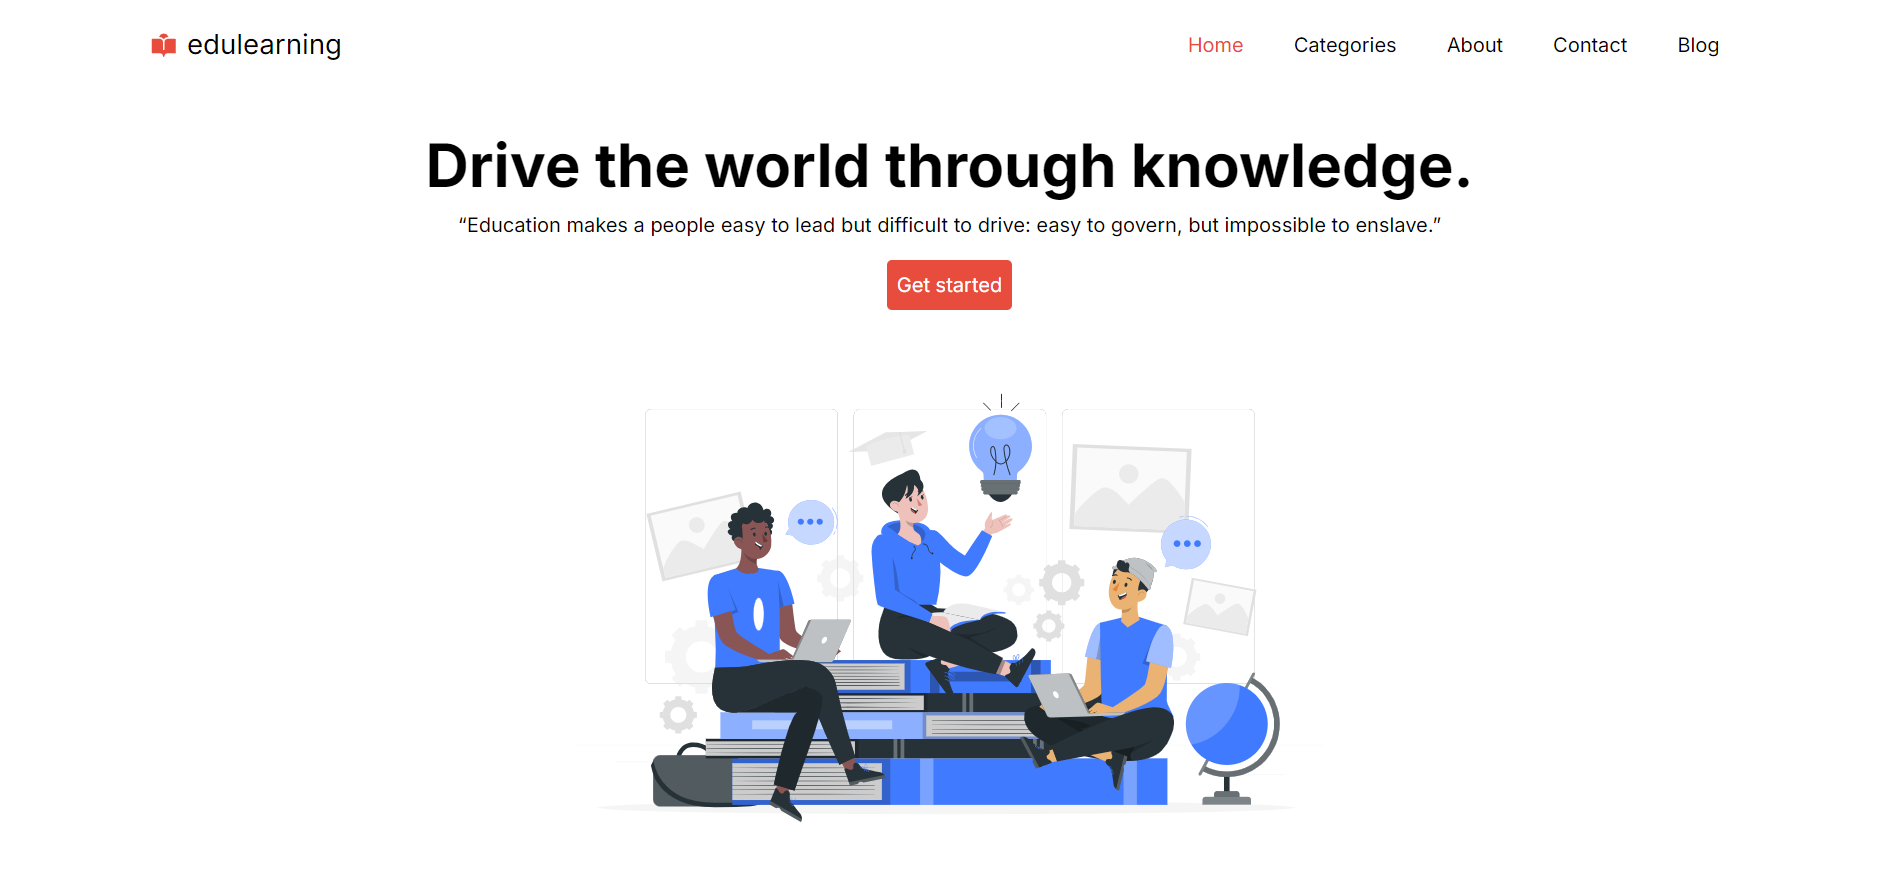 edulearning
Home Categories About Contact Blog
Drive the world through knowledge.
“Education makes a people easy to lead but difficult to drive: easy to govern, but impossible to enslave.”
Get started